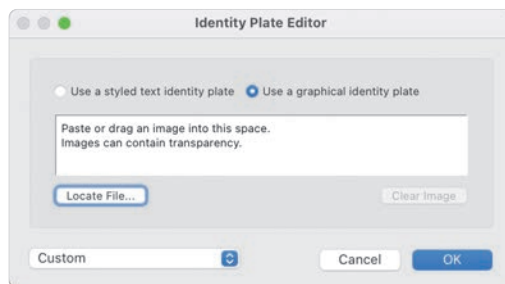 Identity Plate Editor
Use a styled text identity plate Use a graphical identity plate
Paste or drag an image into this space.
Images can contain transparency.
Locate File... Clear Image
Custom Cancel OK